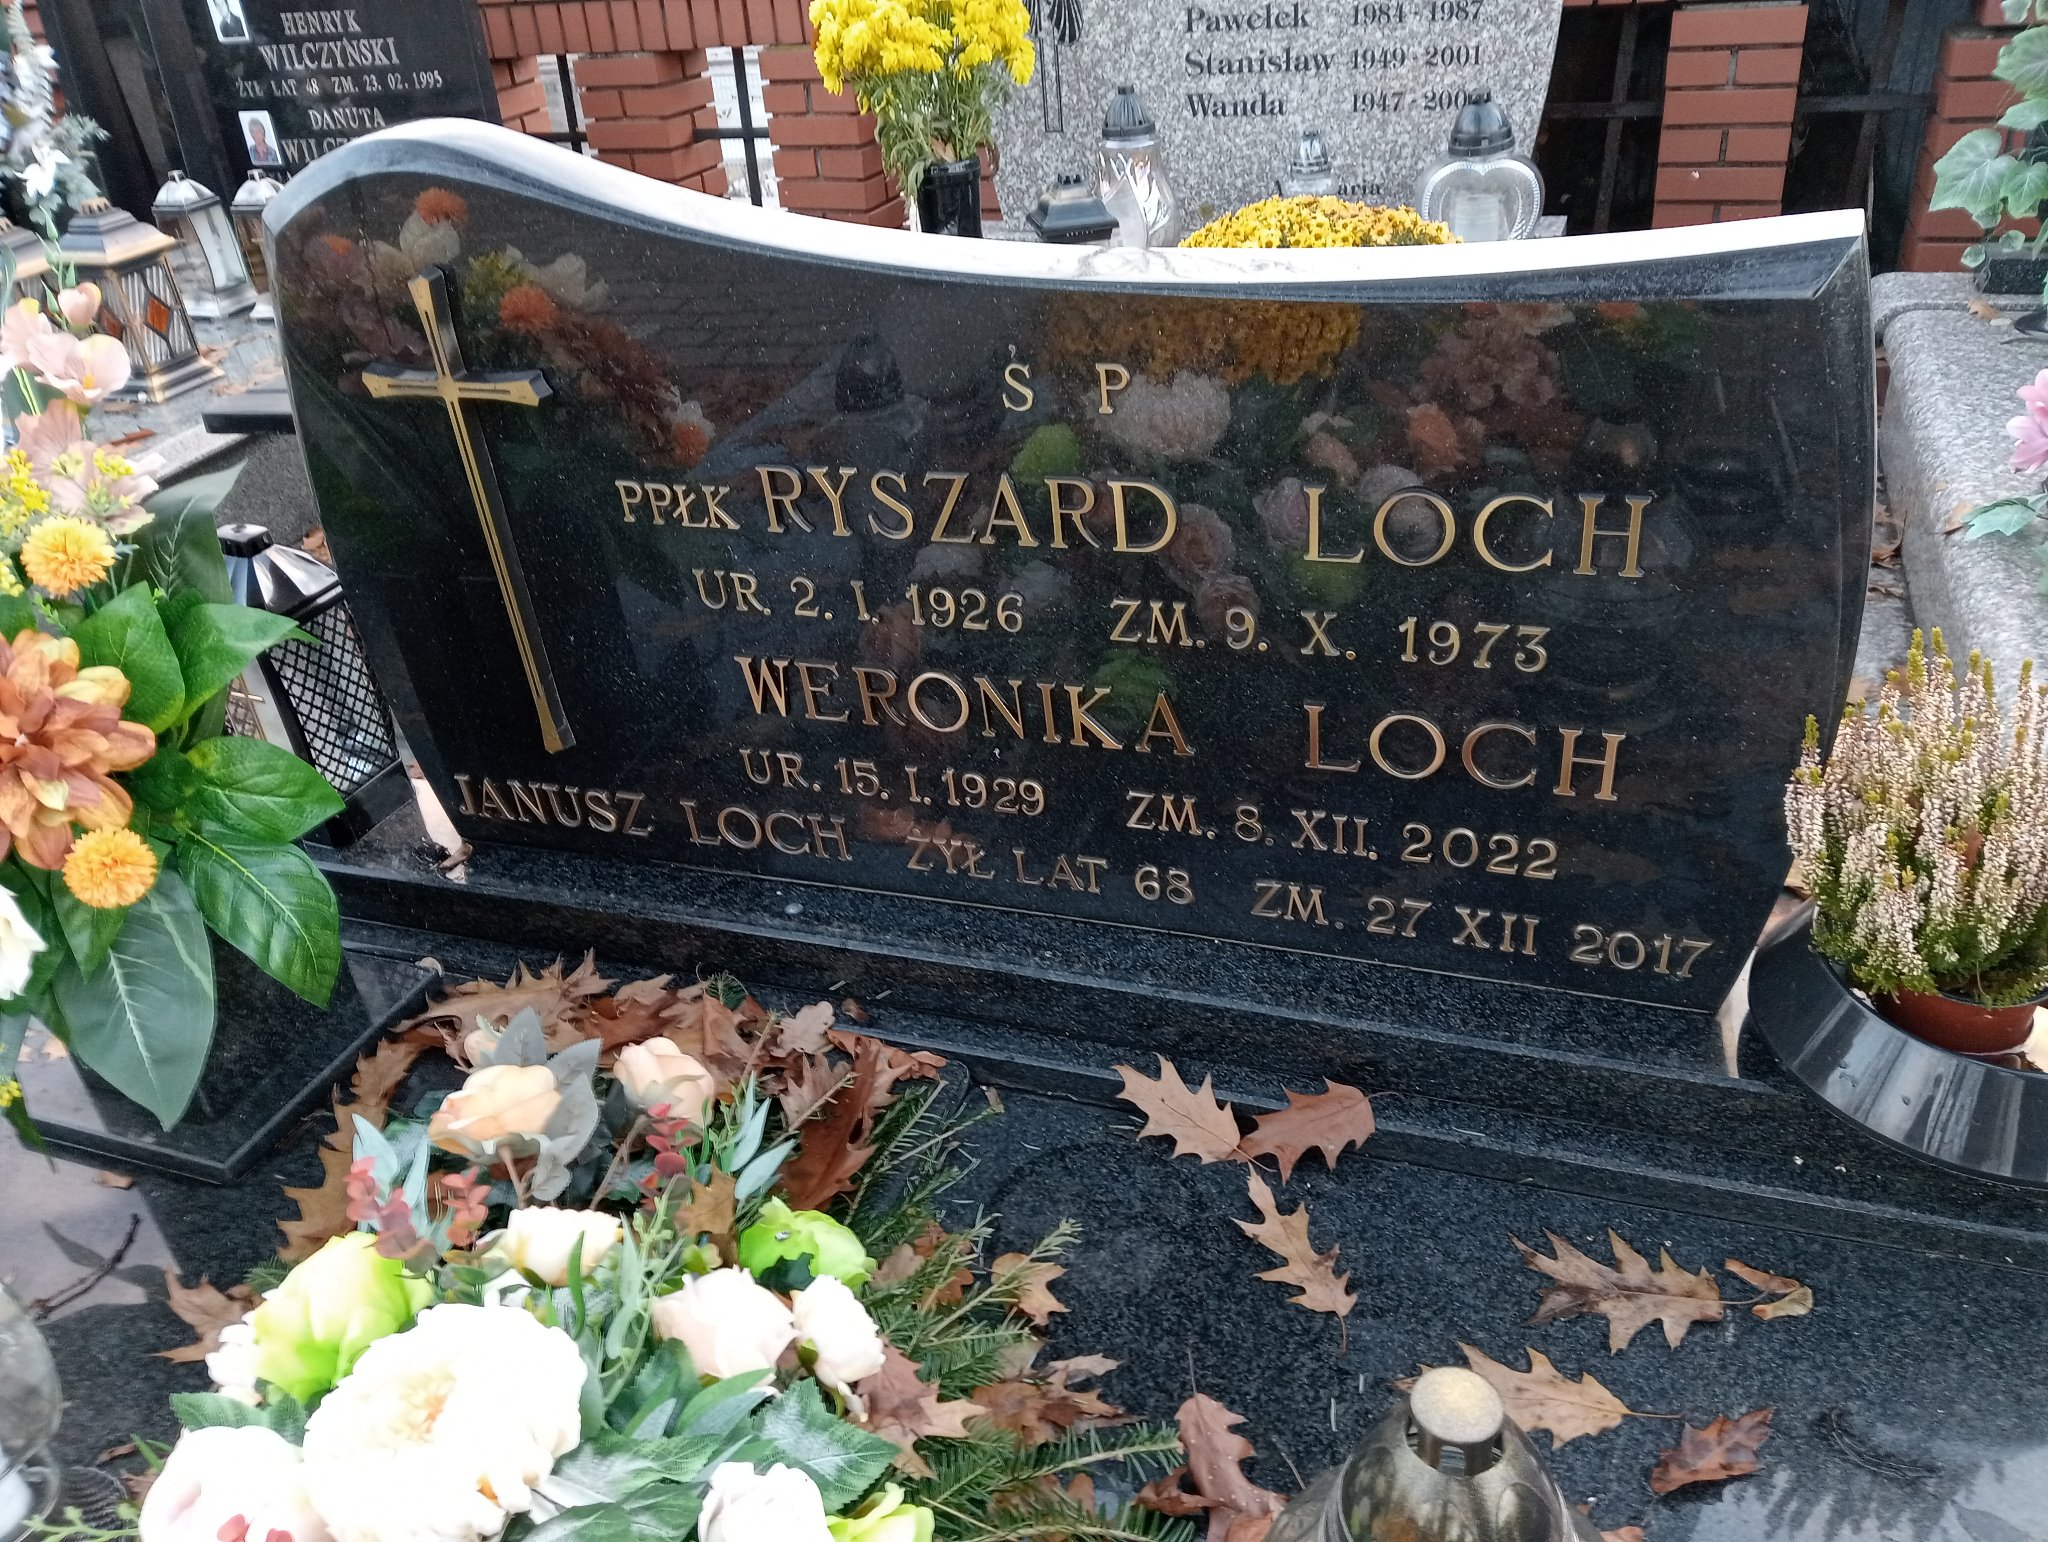 HENRYK
WILCZYŃSKI
ŻYŁ LAT 48 ZM. 23. 02. 1995
DANUTA
Pawełek 1984-1987
Stanisław 1949-2001
Wanda 1947-
Ś P
PPŁK RYSZARD LOCH
UR. 2. I. 1926 ZM. 9. X. 1973
WERONIKA LOCH
UR. 15. I. 1929 ZM. 8. XII. 2022
JANUSZ LOCH ŻYŁ LAT 68 ZM. 27 XII 2017